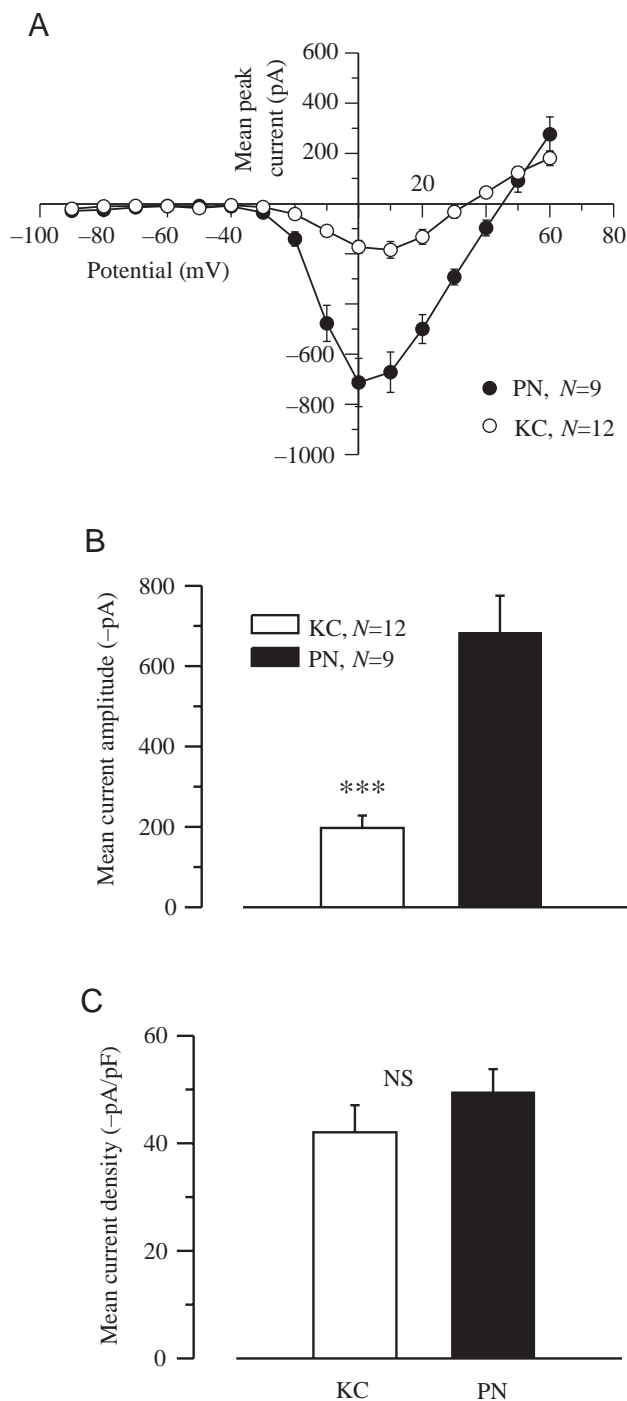 A
600
400
200
Mean peak
current (pA)
20
–100
–80
–60
–40
40
60
80
Potential (mV)
–600
–800
–1000
PN, N=9
KC, N=12
B
800
600
400
200
0
Mean current amplitude (–pA)
KC, N=12
PN, N=9
***
C
60
40
20
0
Mean current density (–pA/pF)
NS
KC
PN